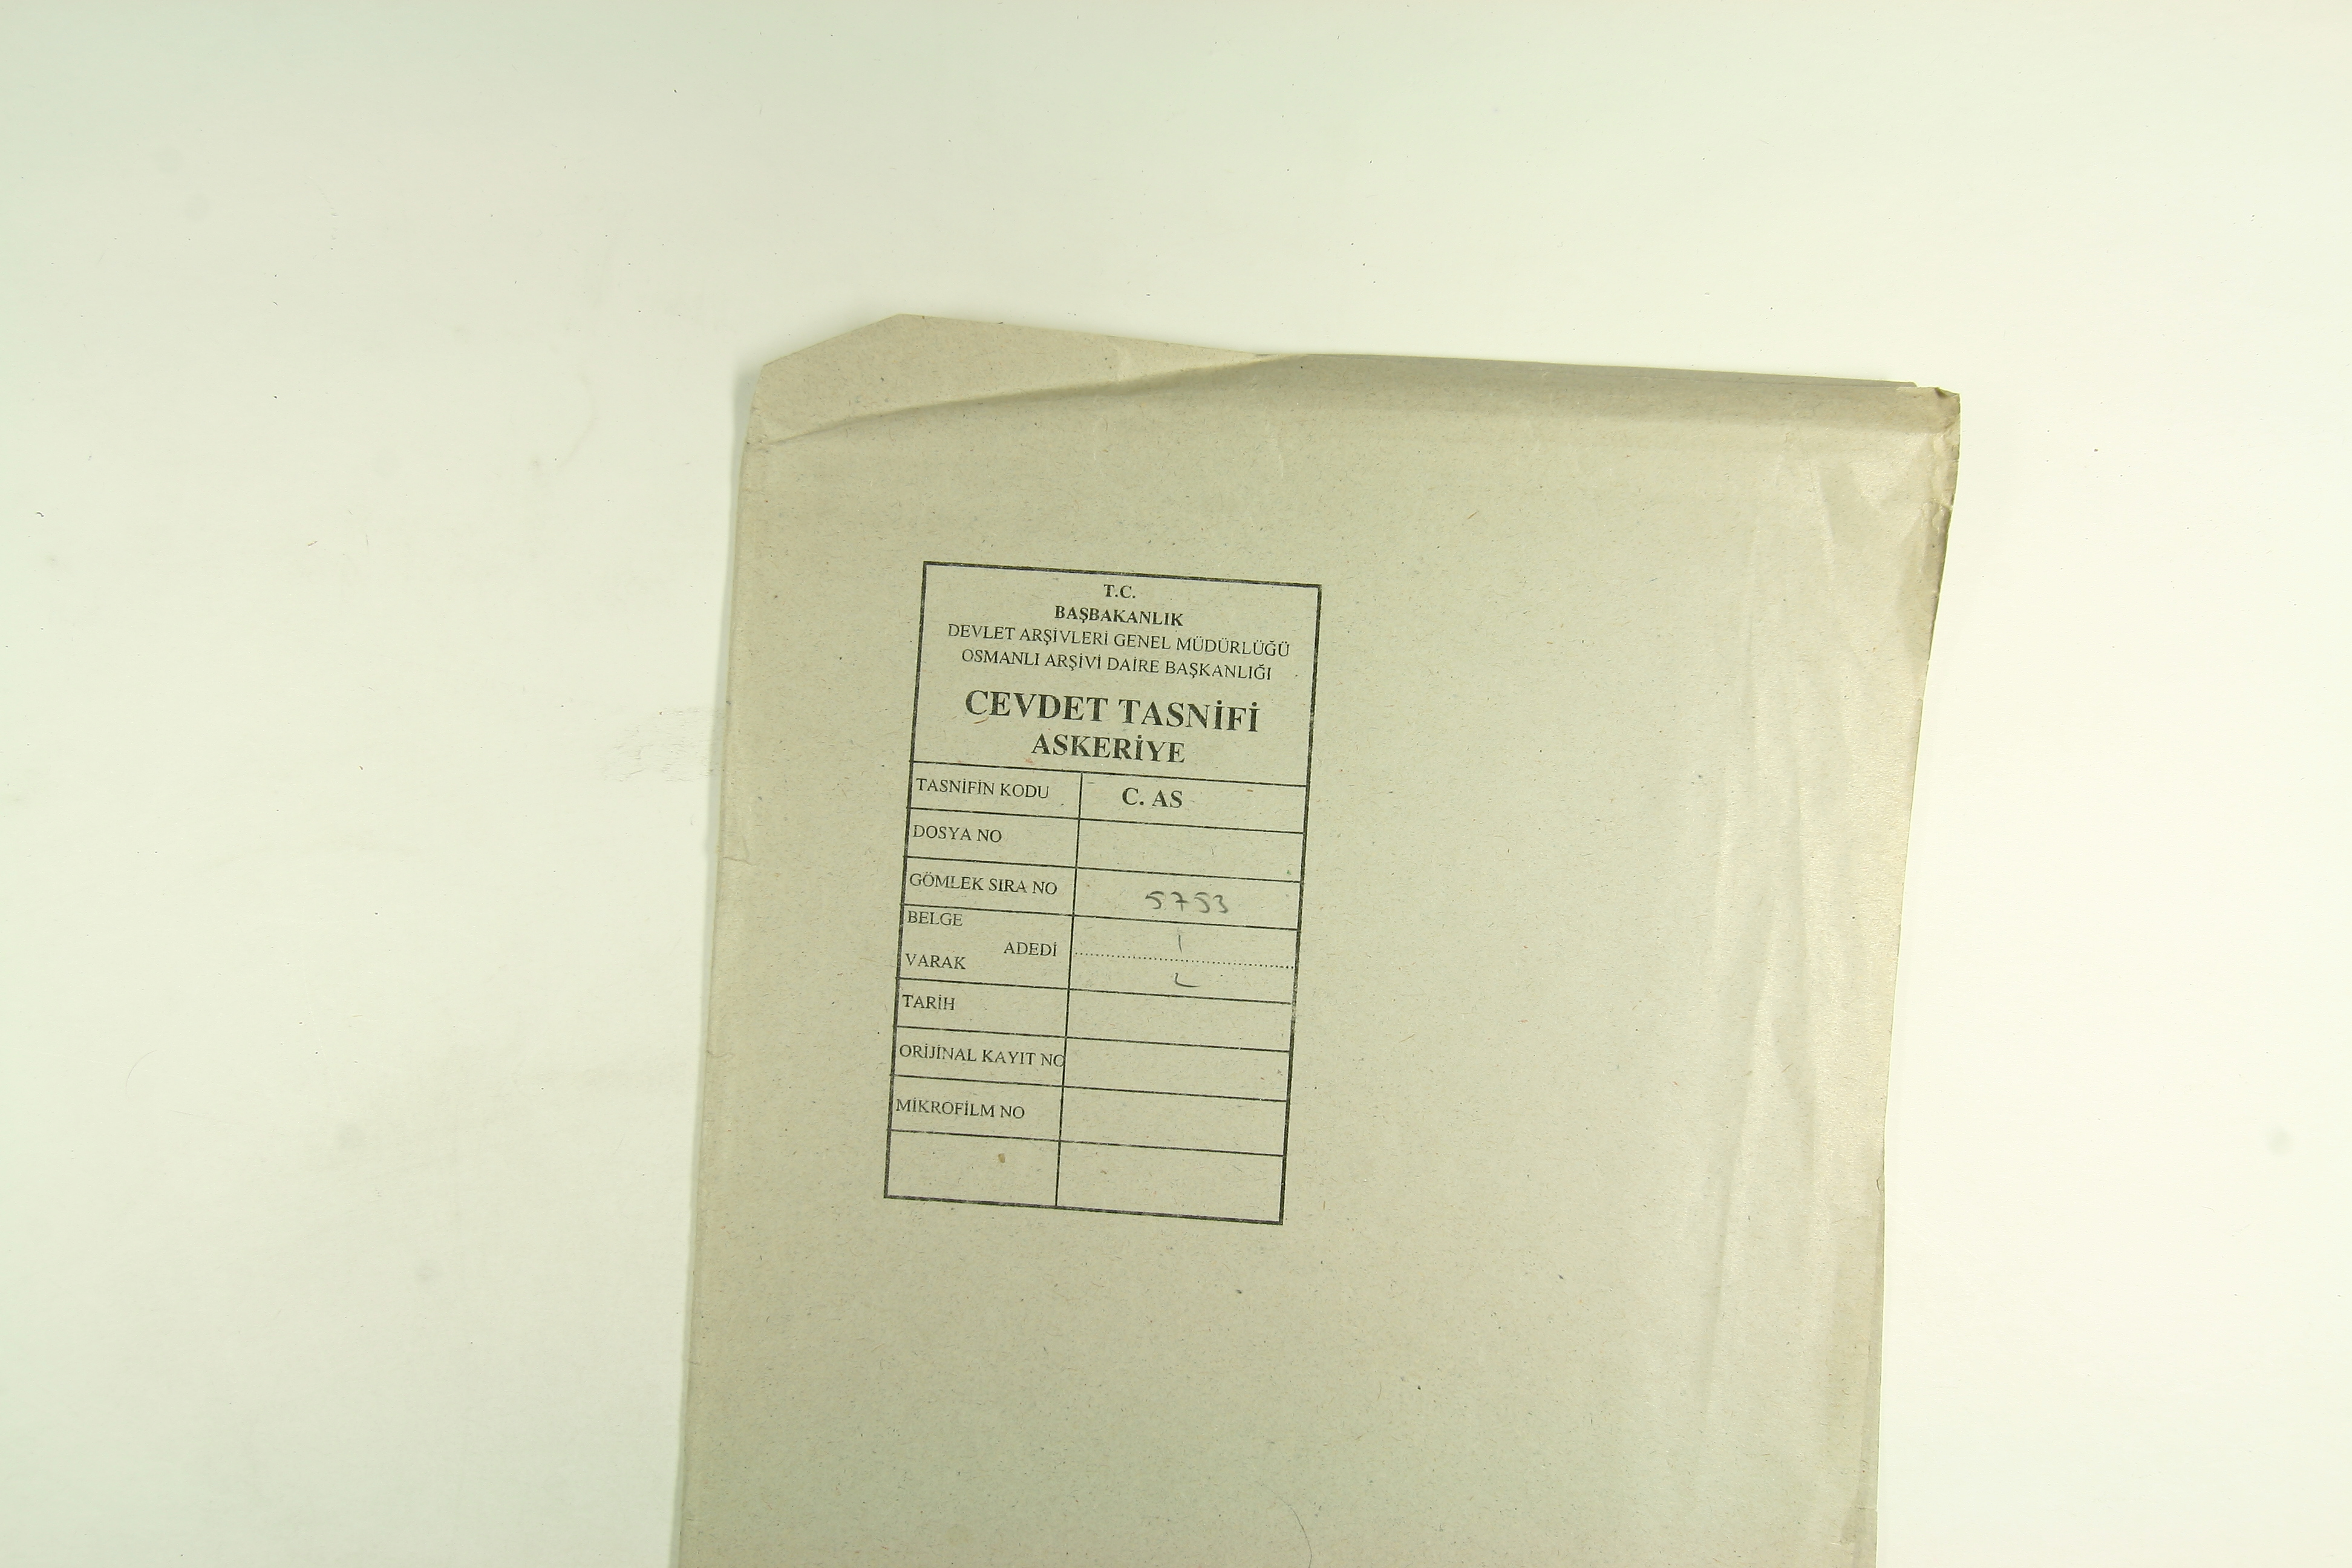 T.C.
BAŞBAKANLIK
DEVLET ARŞİVLERİ GENEL MÜDÜRLÜĞÜ
OSMANLI ARŞİVİ DAİRE BAŞKANLIĞI
CEVDET TASNİFİ
ASKERİYE
TASNİFİN KODU C. AS
DOSYA NO
GÖMLEK SIRA NO 5753
BELGE 1
ADEDİ
VARAK
TARİH
ORİJİNAL KAYIT NO
MİKROFİLM NO